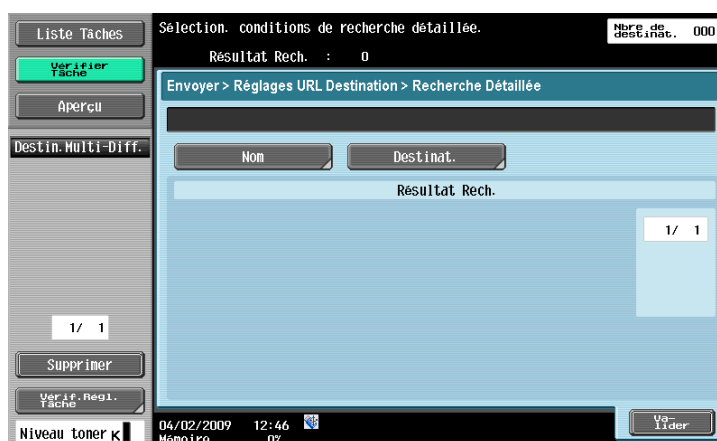 Liste Tâches
Vérifier
Tâche
Aperçu
Destin.Multi-Diff.
1/ 1
Supprimer
Vérif.Régl.
Tâche
Niveau toner K
Sélection. conditions de recherche détaillée.
Résultat Rech. : 0
Nbre de
destinat. 000
Envoyer > Réglages URL Destination > Recherche Détaillée
Nom
Destinat.
Résultat Rech.
1/ 1
04/02/2009 12:46
Mémoire 0%
Va-
lider